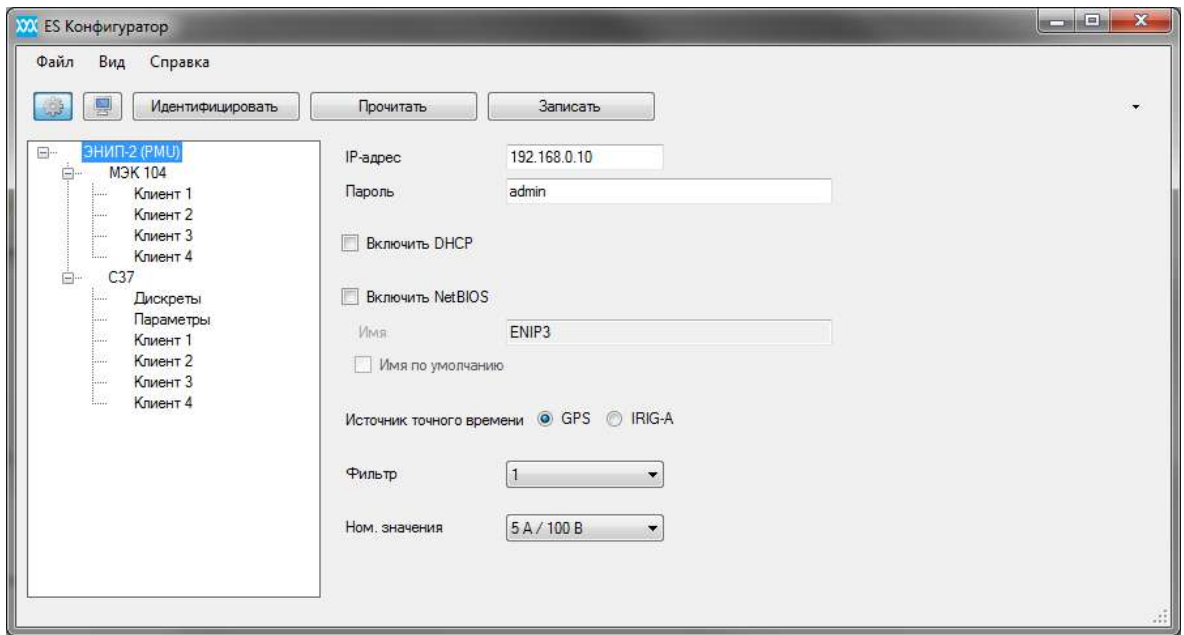 ES Конфигуратор
Файл Вид Справка
Идентифицировать Прочитать Записать
ЭНИП-2 (PMU)
МЭК 104
Клиент 1
Клиент 2
Клиент 3
Клиент 4
C37
Дискреты
Параметры
Клиент 1
Клиент 2
Клиент 3
Клиент 4
IP-адрес 192.168.0.10
Пароль admin
Включить DHCP
Включить NetBIOS
Имя ENIP3
Имя по умолчанию
Источник точного времени GPS IRIG-A
Фильтр 1
Ном. значения 5 А / 100 В